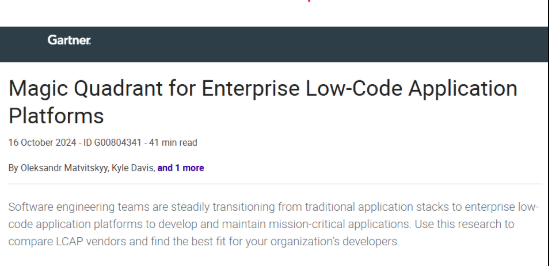 Gartner
Magic Quadrant for Enterprise Low-Code Application
Platforms
16 October 2024 - ID G00804341 - 41 min read
By Oleksandr Matvitskyy, Kyle Davis, and 1 more
Software engineering teams are steadily transitioning from traditional application stacks to enterprise low-
code application platforms to develop and maintain mission-critical applications. Use this research to
compare LCAP vendors and find the best fit for your organization's developers.